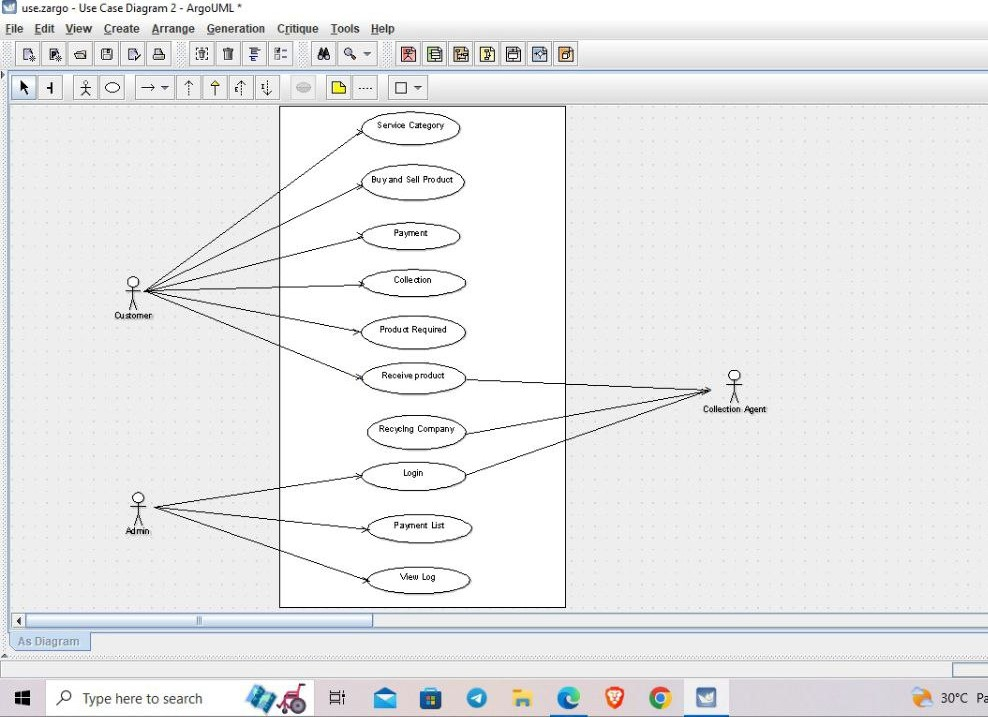 use.zargo - Use Case Diagram 2 - ArgoUML *
File Edit View Create Arrange Generation Critique Tools Help
Service Category
Buy and Sell Product
Payment
Collection
Customer
Product Required
Receive product
Collection Agent
Recycling Company
Login
Admin
Payment List
View Log
As Diagram
Type here to search
30°C Pa